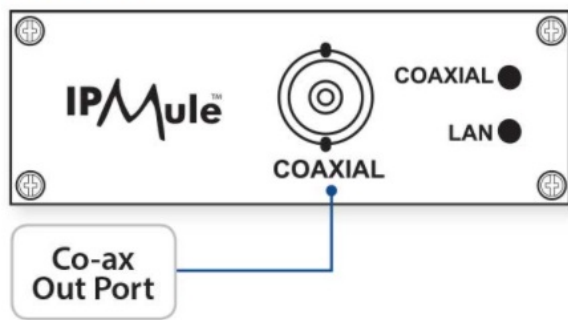 IPMule™
COAXIAL
LAN
COAXIAL
Co-ax
Out Port